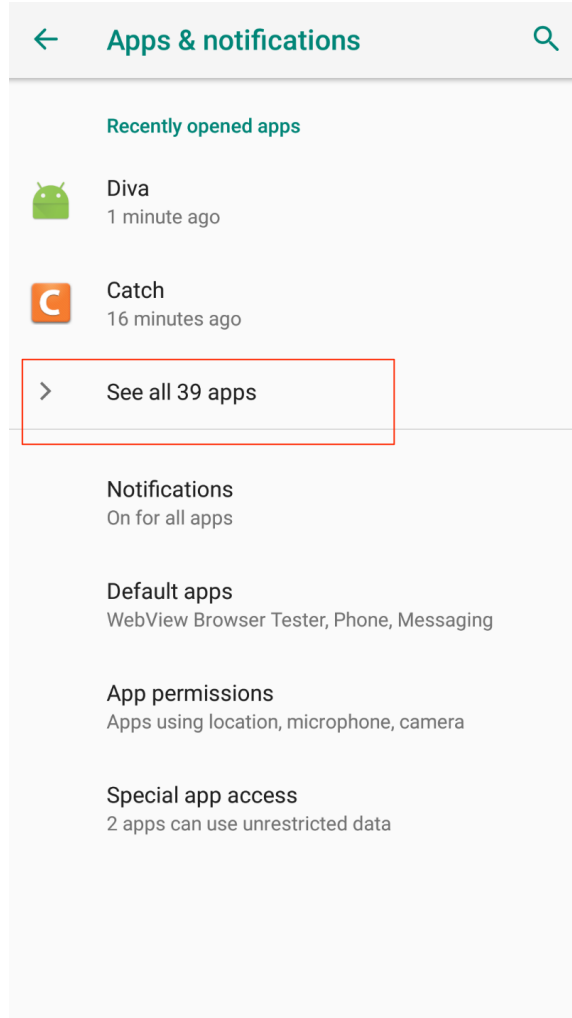 Apps & notifications
Recently opened apps
Diva
1 minute ago
C
Catch
16 minutes ago
See all 39 apps
Notifications
On for all apps
Default apps
WebView Browser Tester, Phone, Messaging
App permissions
Apps using location, microphone, camera
Special app access
2 apps can use unrestricted data